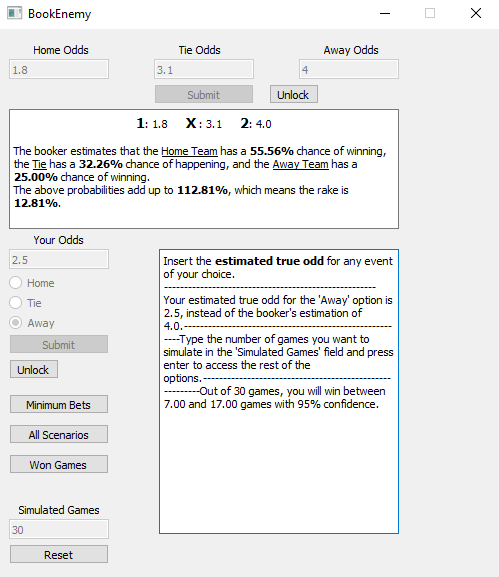 BookEnemy
Home Odds Tie Odds Away Odds
1.8 3.1 4
Submit Unlock
1: 1.8 X : 3.1 2: 4.0
The booker estimates that the Home Team has a 55.56% chance of winning,
the Tie has a 32.26% chance of happening, and the Away Team has a
25.00% chance of winning.
The above probabilities add up to 112.81%, which means the rake is
12.81%.
Your Odds
2.5
Home
Tie
Away
Submit
Unlock
Minimum Bets
All Scenarios
Won Games
Simulated Games
30
Reset
Insert the estimated true odd for any event
of your choice.
-----------------------------------------------------
Your estimated true odd for the 'Away' option is
2.5, instead of the booker's estimation of
4.0.--------------------------------------------------
----Type the number of games you want to
simulate in the 'Simulated Games' field and press
enter to access the rest of the
options.---------------------------------------------
---------Out of 30 games, you will win between
7.00 and 17.00 games with 95% confidence.